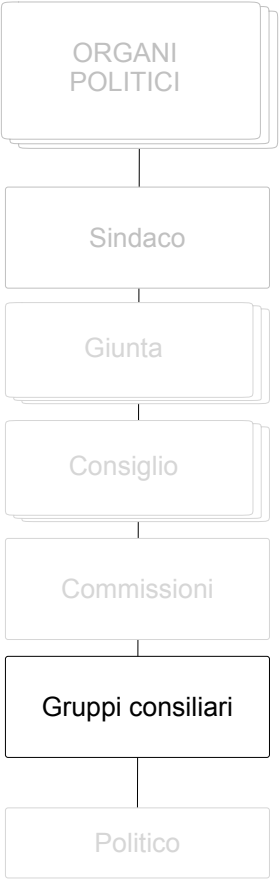 ORGANI
POLITICI
Sindaco
Giunta
Consiglio
Commissioni
Gruppi consiliari
Politico